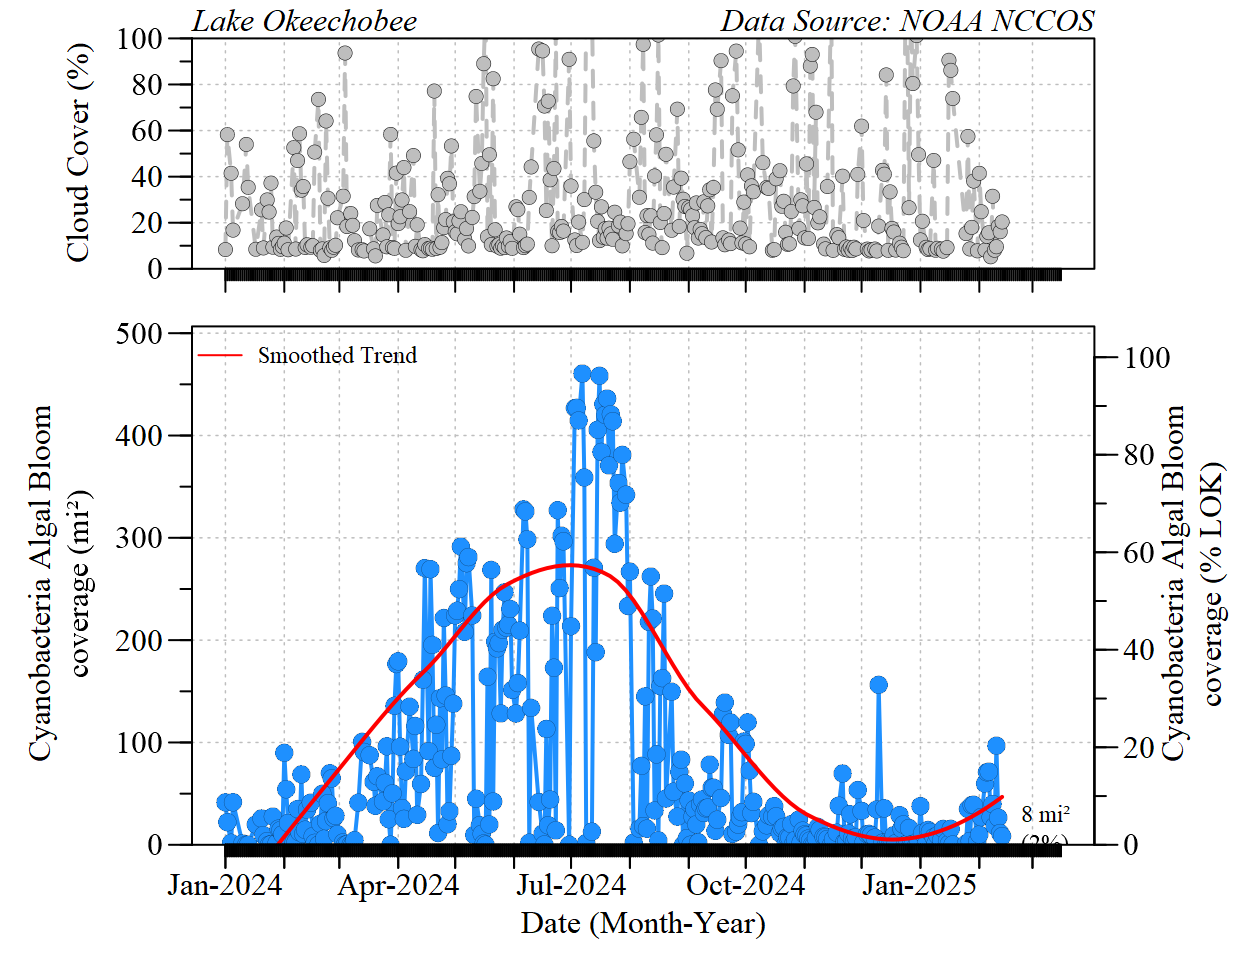 Lake Okeechobee Data Source: NOAA NCCOS
Cloud Cover (%)
100
80
60
40
20
0
Cyanobacteria Algal Bloom
coverage (mi²)
500
400
300
200
100
0
Smoothed Trend
8 mi²
(2%)
100
80
60
40
20
0
Cyanobacteria Algal Bloom
coverage (% LOK)
Jan-2024 Apr-2024 Jul-2024 Oct-2024 Jan-2025
Date (Month-Year)